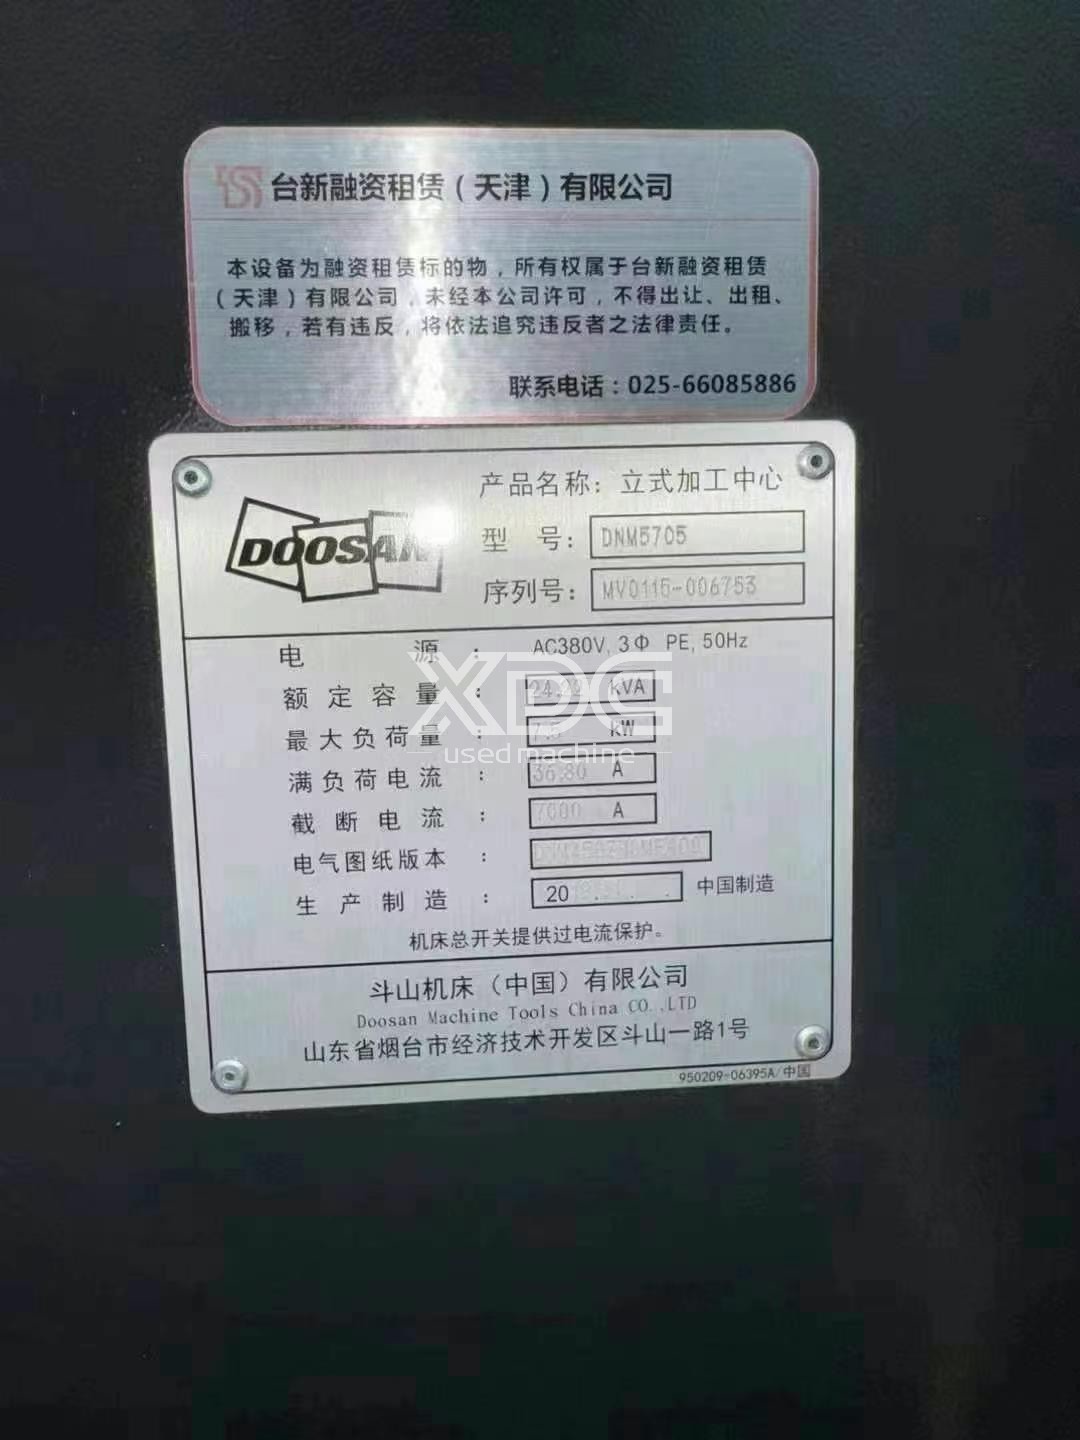 台新融资租赁（天津）有限公司
本设备为融资租赁标的物，所有权属于台新融资租赁
（天津）有限公司，未经本公司许可，不得出让、出租、
搬移，若有违反，将依法追究违反者之法律责任。
联系电话：025-66085886
DOOSAN
产品名称：立式加工中心
型 号：DNM5705
序列号：MV0115-006753
电 源：AC380V, 3Φ PE, 50Hz
额定容量：kVA
最大负荷量：7.5 kW
满负荷电流：36.80 A
截断电流：A
电气图纸版本：
生产制造：20 中国制造
机床总开关提供过电流保护。
斗山机床（中国）有限公司
Doosan Machine Tools China CO.,LTD
山东省烟台市经济技术开发区斗山一路1号
950209-06395A/中国
XDG
used machine